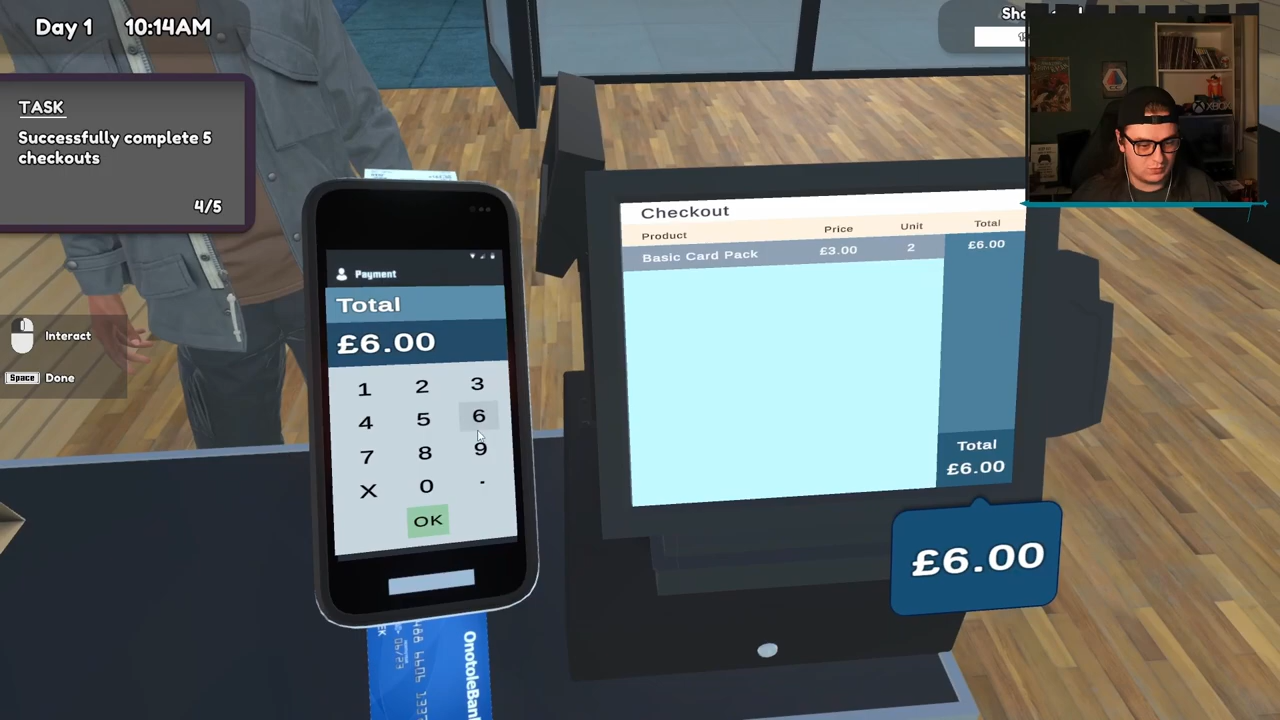 Day 1 10:14AM
TASK
Successfully complete 5
checkouts
4/5
Interact
Space Done
Payment
Total
£6.00
1 2 3
4 5 6
7 8 9
X 0 .
OK
Checkout
Product Price Unit Total
Basic Card Pack £3.00 2 £6.00
Total
£6.00
£6.00
XBOX